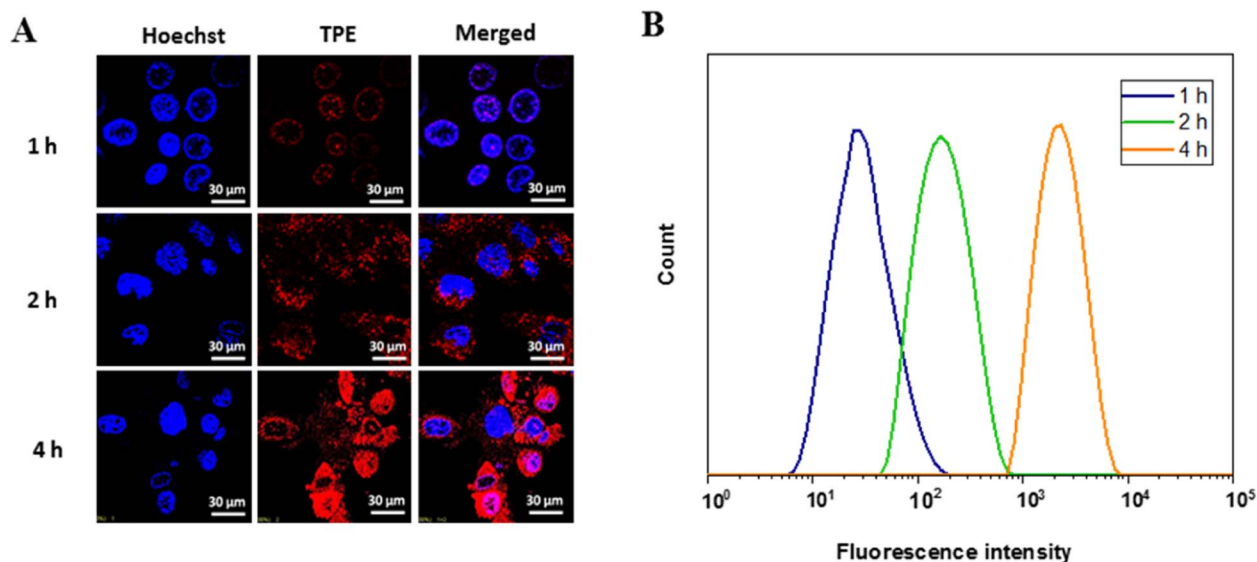 A
Hoechst TPE Merged
1 h
30 µm 30 µm 30 µm
2 h
30 µm 30 µm 30 µm
4 h
30 µm 30 µm 30 µm
B
1 h
2 h
4 h
Count
10⁰ 10¹ 10² 10³ 10⁴ 10⁵
Fluorescence intensity